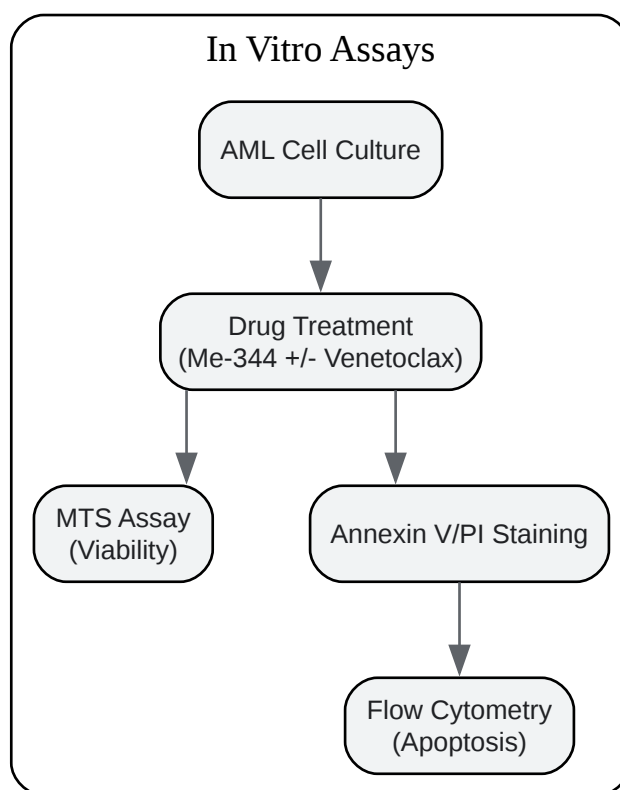 In Vitro Assays
AML Cell Culture
Drug Treatment
(Me-344 +/- Venetoclax)
MTS Assay
(Viability)
Annexin V/PI Staining
Flow Cytometry
(Apoptosis)